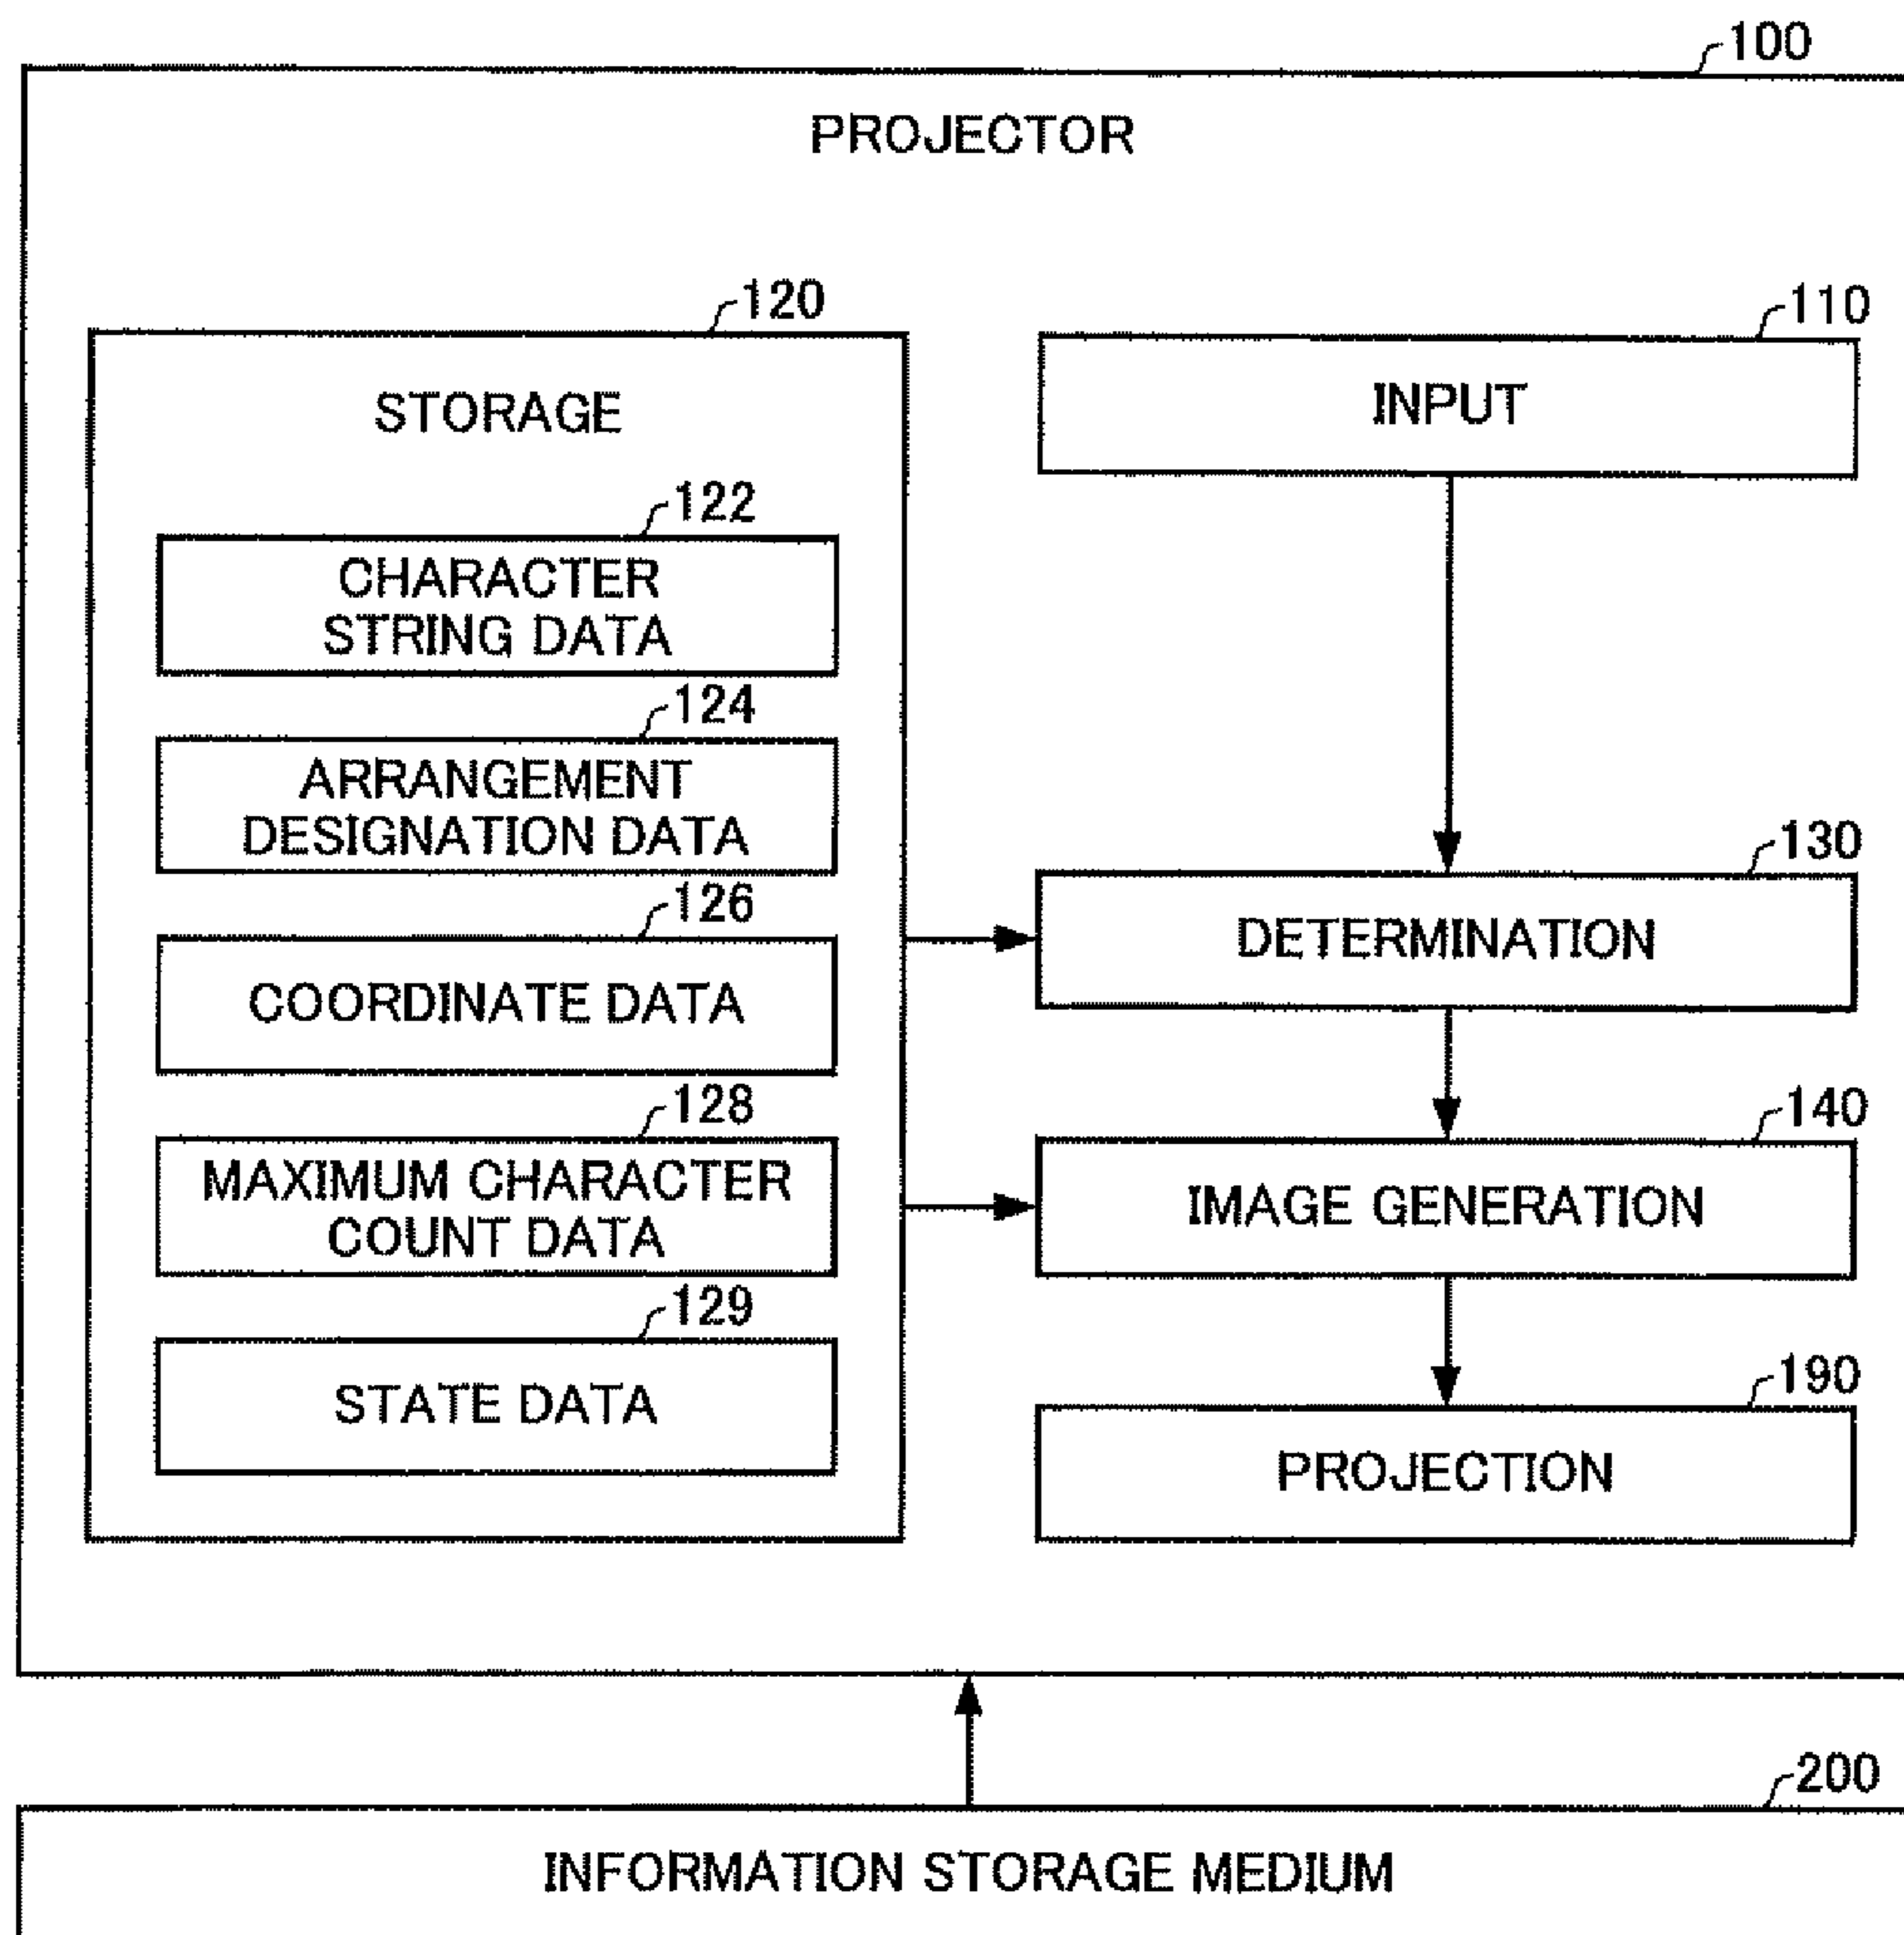 100
PROJECTOR
120
STORAGE
122
CHARACTER
STRING DATA
124
ARRANGEMENT
DESIGNATION DATA
126
COORDINATE DATA
128
MAXIMUM CHARACTER
COUNT DATA
129
STATE DATA
110
INPUT
130
DETERMINATION
140
IMAGE GENERATION
190
PROJECTION
200
INFORMATION STORAGE MEDIUM